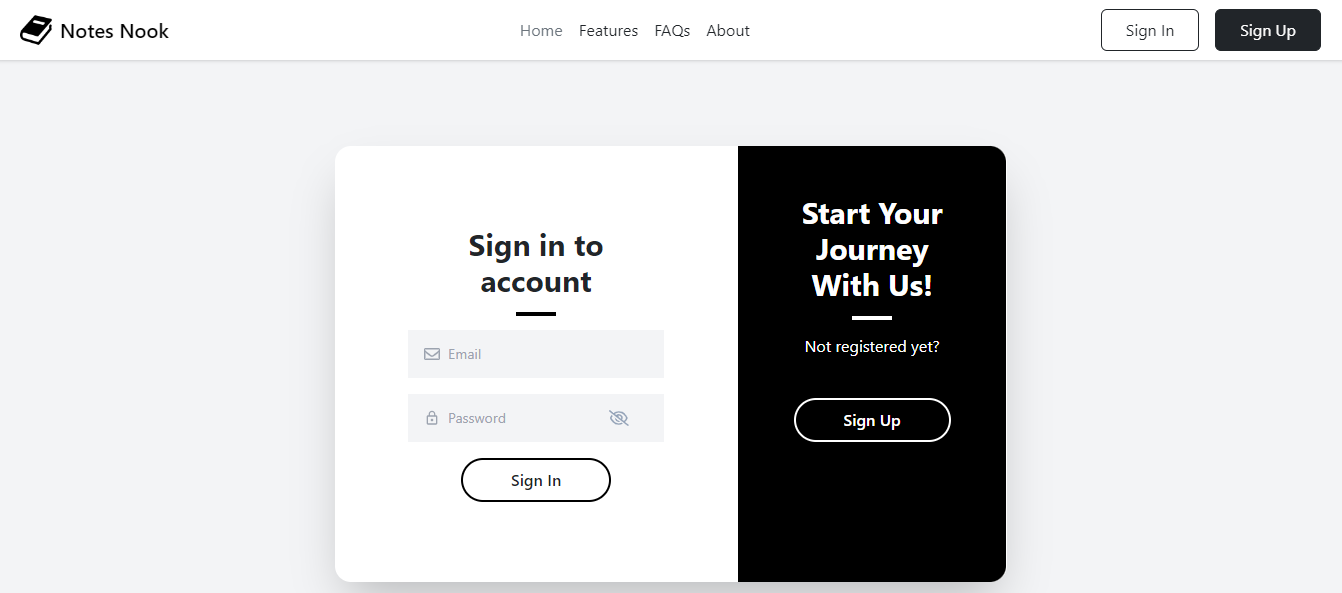 Notes Nook
Home Features FAQs About
Sign In
Sign Up
Sign in to
account
Email
Password
Sign In
Start Your
Journey
With Us!
Not registered yet?
Sign Up